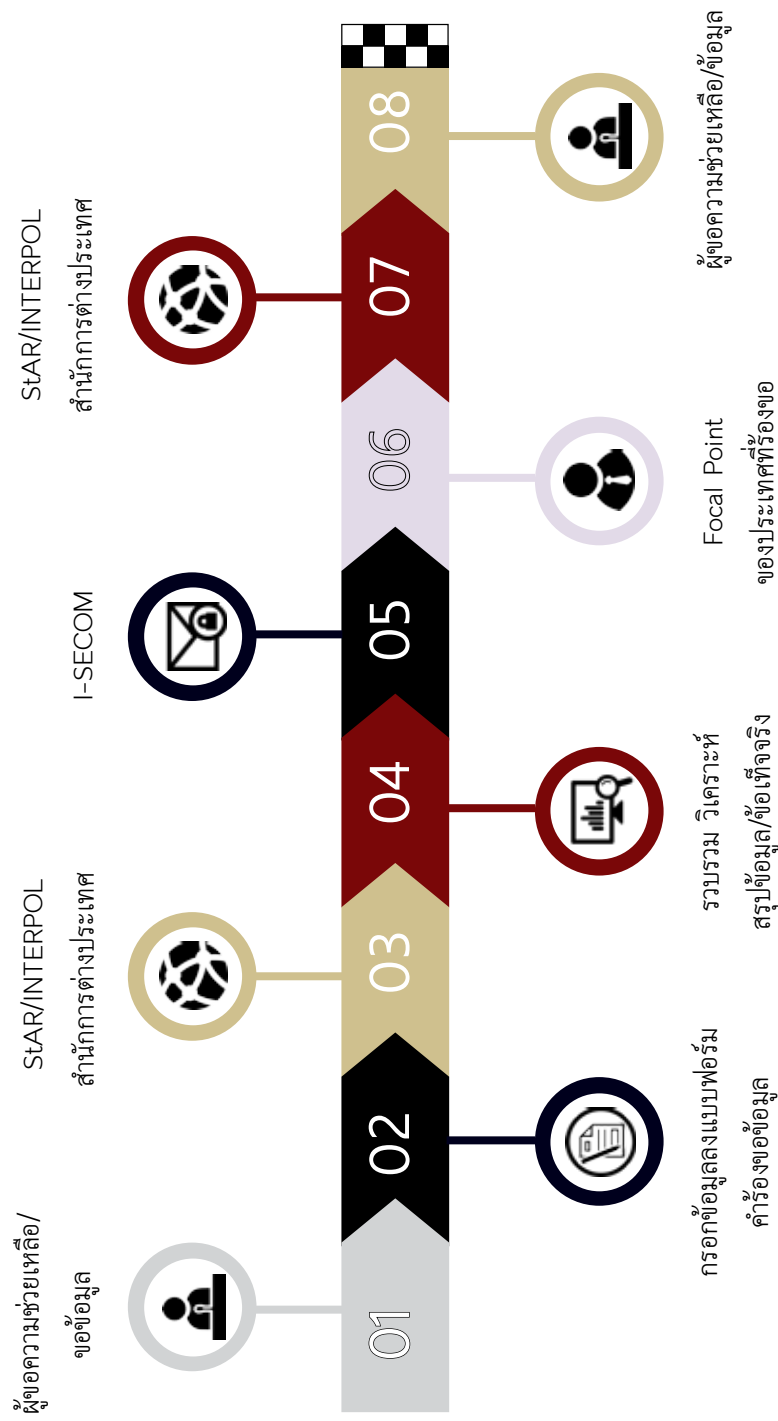 ผู้ขอความช่วยเหลือ/
ขอข้อมูล
01
02
กรอกข้อมูลลงแบบฟอร์ม
คำร้องขอข้อมูล
StAR/INTERPOL
สำนักการต่างประเทศ
03
04
รวบรวม วิเคราะห์
สรุปข้อมูล/ข้อเท็จจริง
I-SECOM
05
06
Focal Point
ของประเทศที่ร้องขอ
StAR/INTERPOL
สำนักการต่างประเทศ
07
08
ผู้ขอความช่วยเหลือ/ข้อมูล